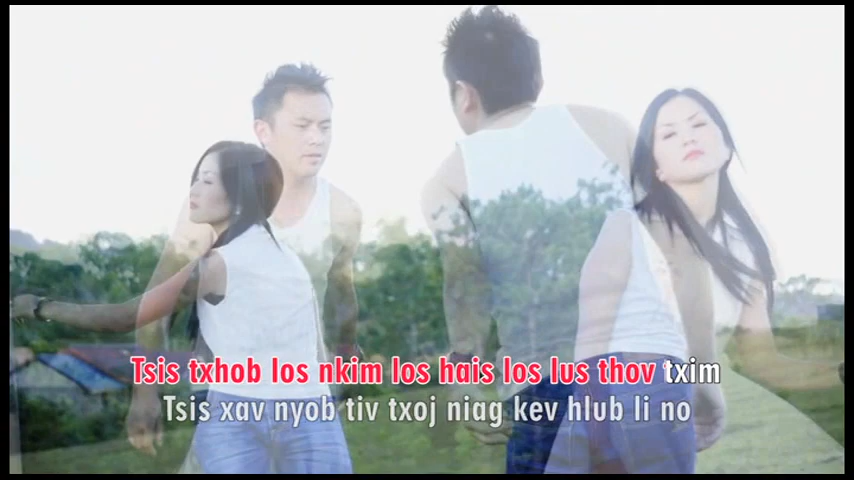 Tsis txhob los nkim los hais los lus thov txim
Tsis xav nyob tiv txoj niag kev hlub li no